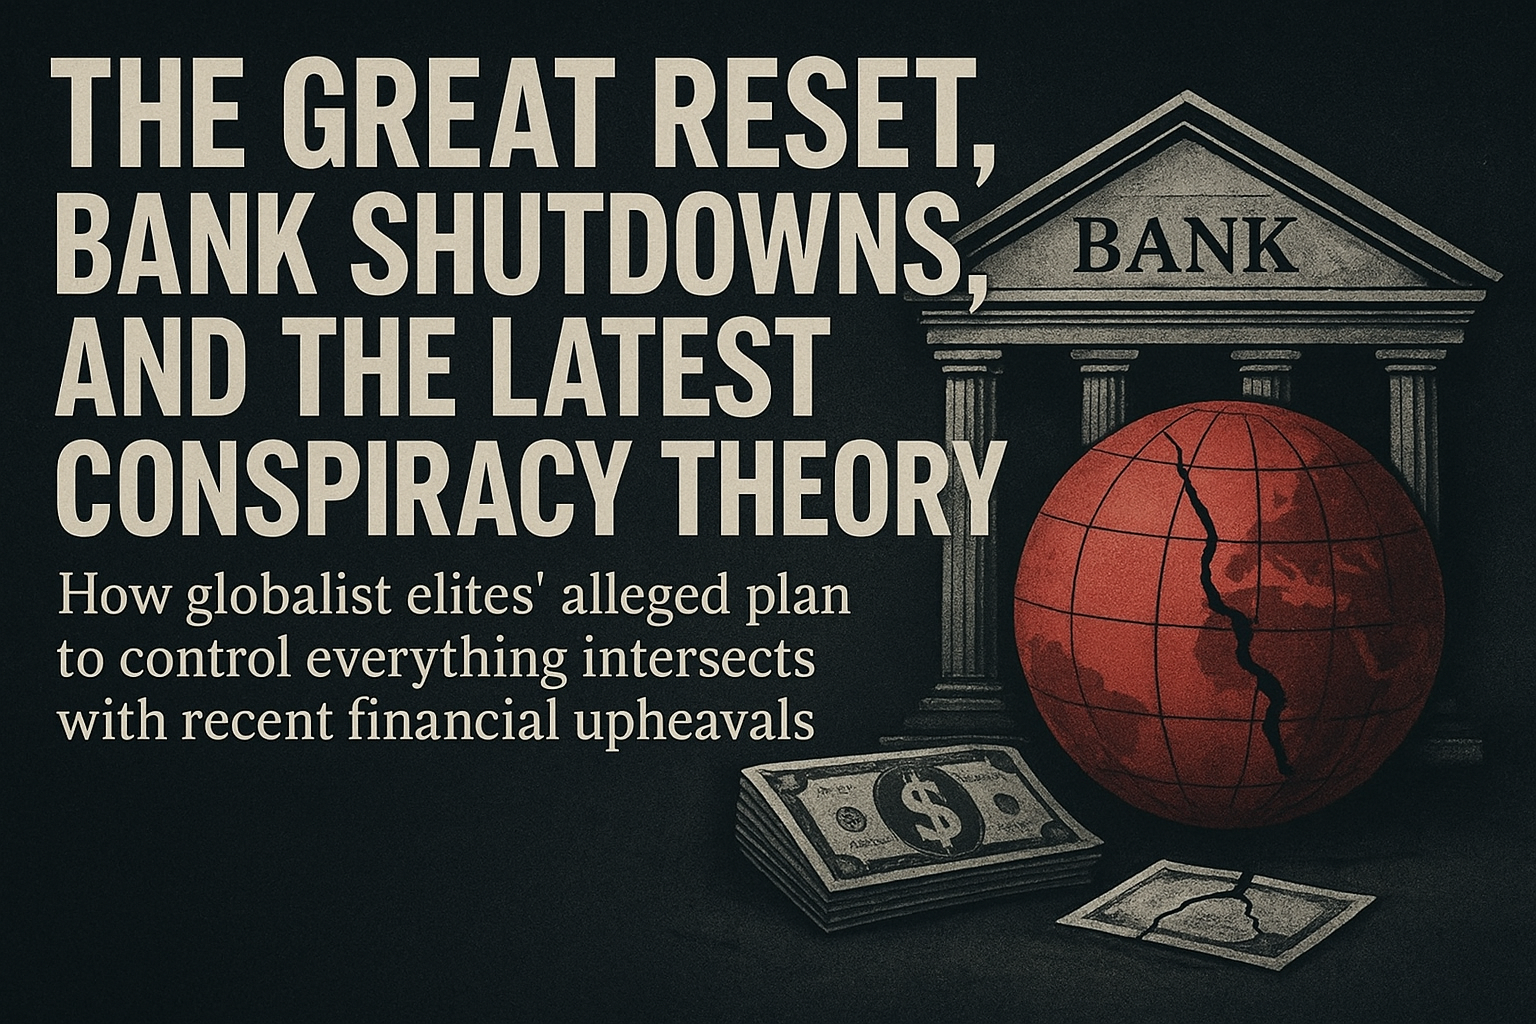 THE GREAT RESET,
BANK SHUTDOWNS,
AND THE LATEST
CONSPIRACY THEORY
How globalist elites' alleged plan
to control everything intersects
with recent financial upheavals
BANK
$